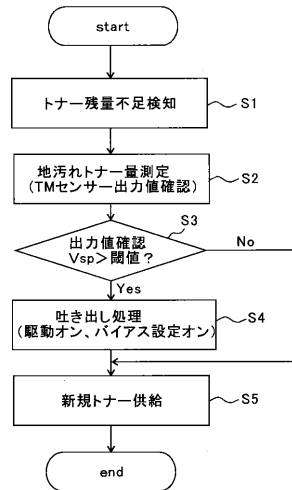 start
トナー残量不足検知
S1
地汚れトナー量測定
(TMセンサー出力値確認)
S2
S3
出力値確認
Vsp>閾値?
No
Yes
吐き出し処理
(駆動オン、バイアス設定オン)
S4
新規トナー供給
S5
end